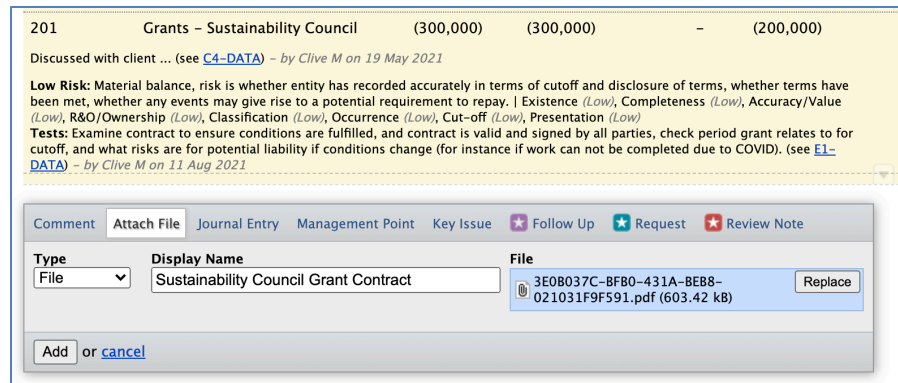 201 Grants – Sustainability Council (300,000) (300,000) – (200,000)
Discussed with client ... (see C4-DATA) – by Clive M on 19 May 2021
Low Risk: Material balance, risk is whether entity has recorded accurately in terms of cutoff and disclosure of terms, whether terms have
been met, whether any events may give rise to a potential requirement to repay. | Existence (Low), Completeness (Low), Accuracy/Value
(Low), R&O/Ownership (Low), Classification (Low), Occurrence (Low), Cut-off (Low), Presentation (Low)
Tests: Examine contract to ensure conditions are fulfilled, and contract is valid and signed by all parties, check period grant relates to for
cutoff, and what risks are for potential liability if conditions change (for instance if work can not be completed due to COVID). (see E1-
DATA) – by Clive M on 11 Aug 2021
Comment Attach File Journal Entry Management Point Key Issue Follow Up Request Review Note
Type Display Name File
File Sustainability Council Grant Contract 3E0B037C-BFB0-431A-BEB8- Replace
021031F9F591.pdf (603.42 kB)
Add or cancel